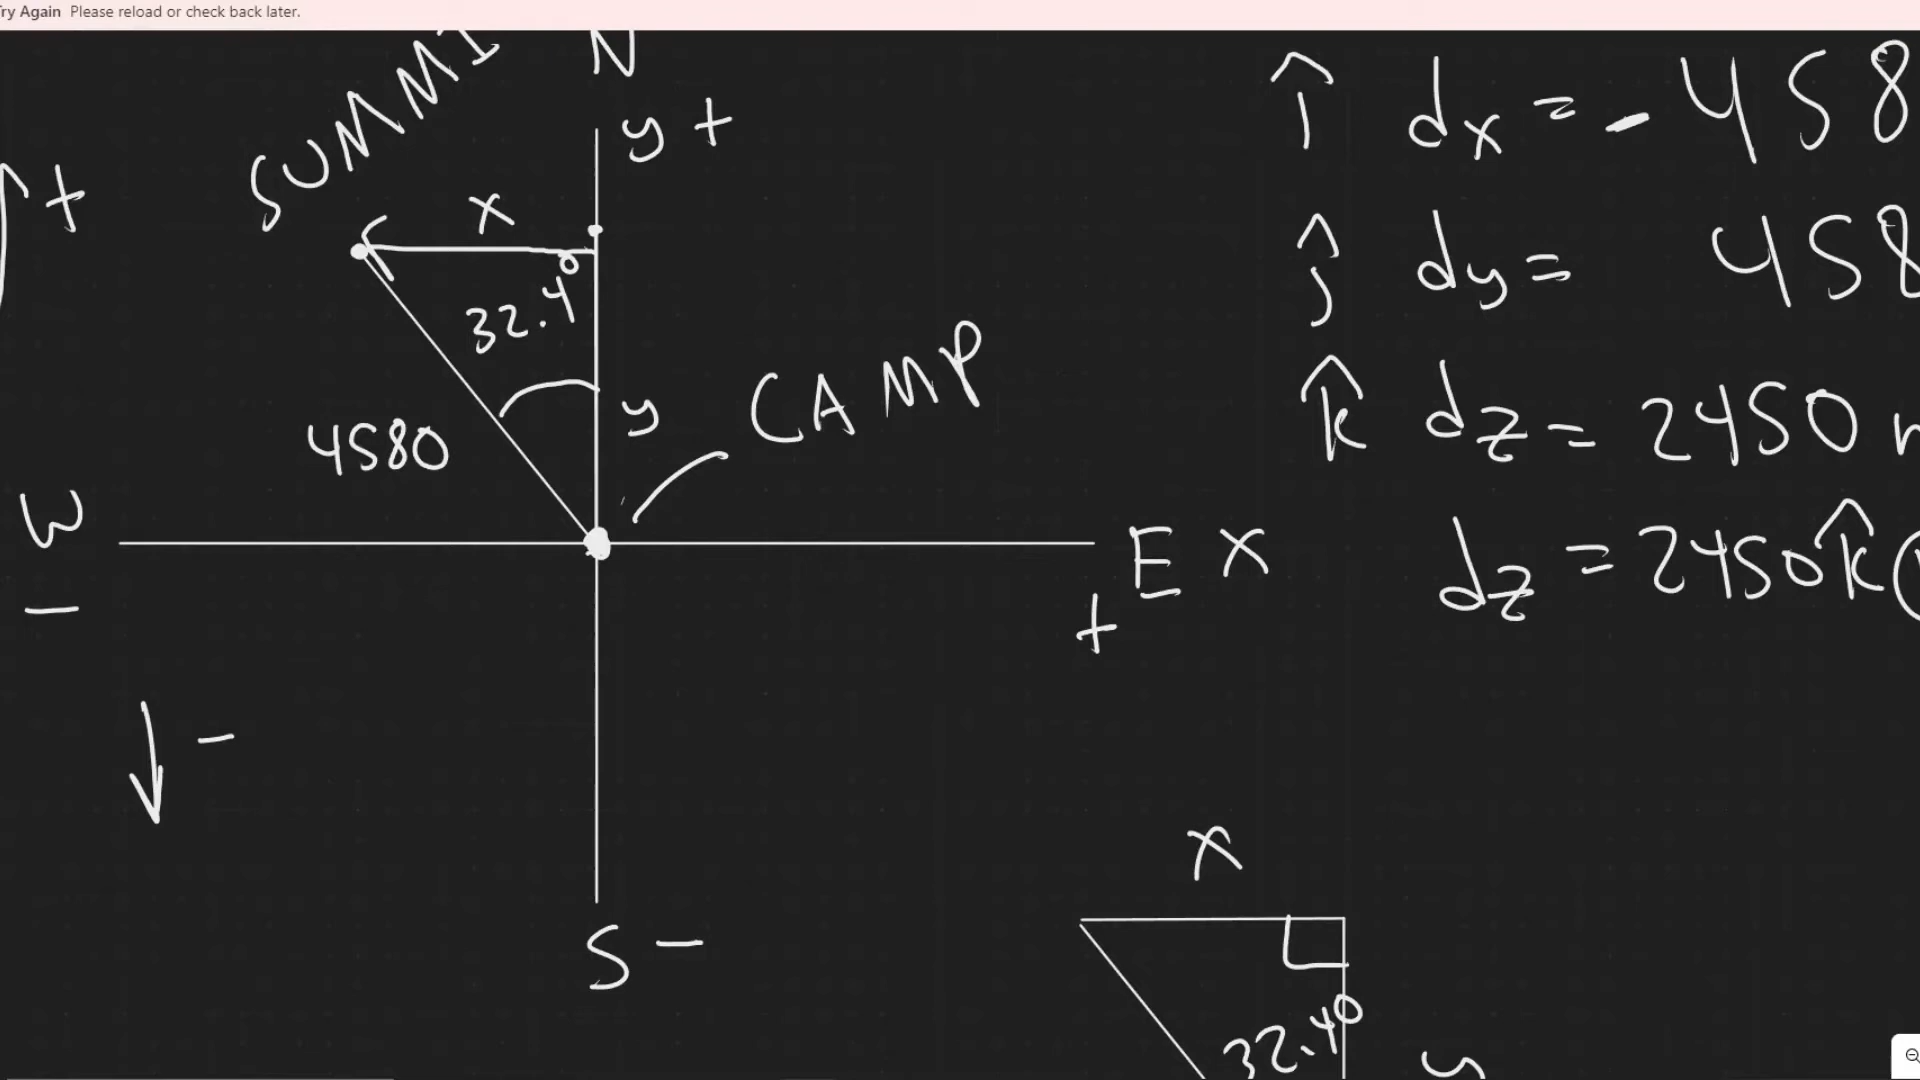 ry Again Please reload or check back later.
SUMMI
N
y +
+
x
32.4°
4580
y
CAMP
W
-
E x
+
-
S -
î dx = -458
ĵ dy = 458
k̂ dz = 2450
dz = 2450k̂(
x
32.4°
y